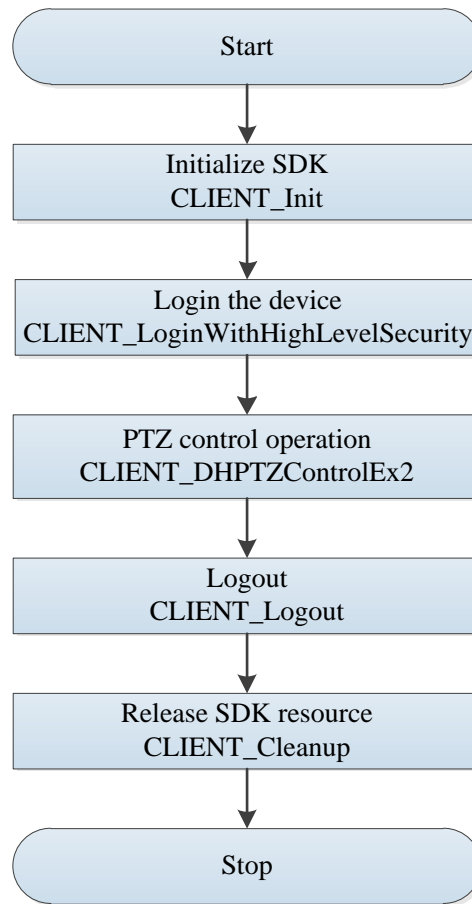 Start
Initialize SDK
CLIENT_Init
Login the device
CLIENT_LoginWithHighLevelSecurity
PTZ control operation
CLIENT_DHPTZControlEx2
Logout
CLIENT_Logout
Release SDK resource
CLIENT_Cleanup
Stop